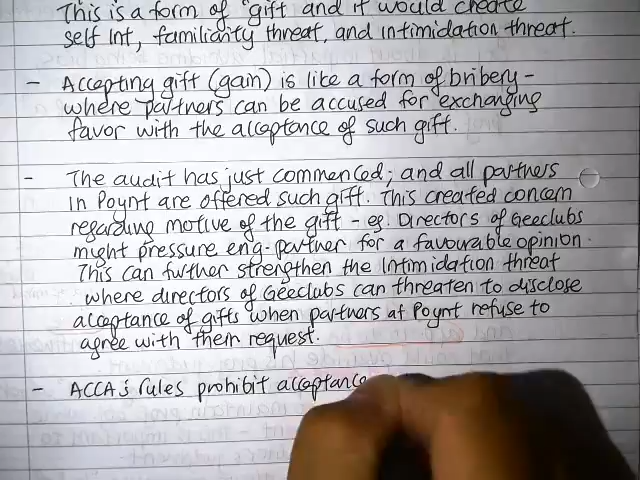 This is a form of "gift and it would create
self Int, familiarity threat, and intimidation threat.
- Accepting gift (gain) is like a form of bribery -
where partners can be accused for exchanging
favor with the acceptance of such gift.
- The audit has just commenced; and all partners
in Poynt are offered such gift. This created concern
regarding motive of the gift - eg. Directors of Geeclubs
might pressure eng. partner for a favourable opinion.
This can further strengthen the Intimidation threat
where directors of Geeclubs can threaten to disclose
acceptance of gifts when partners at Poynt refuse to
agree with them request.
- ACCA's rules prohibit acceptance